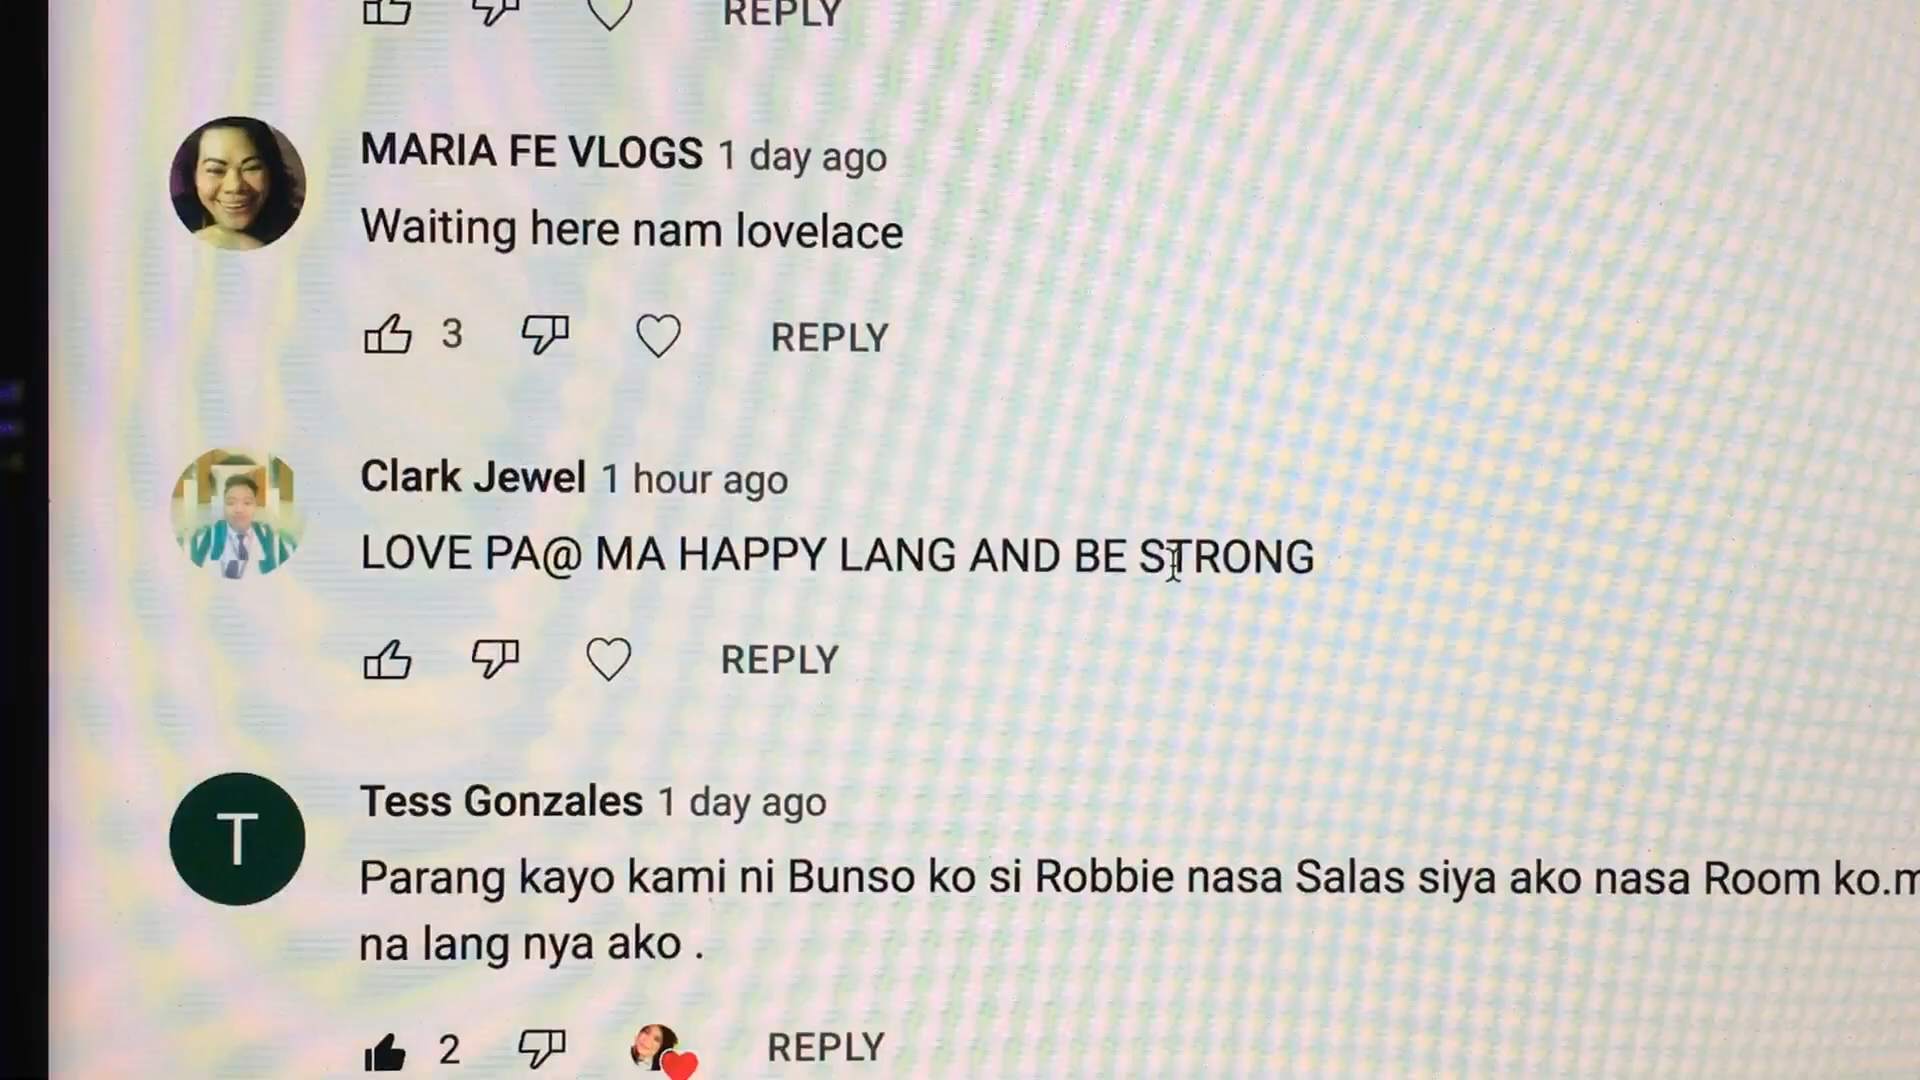 REPLY
MARIA FE VLOGS 1 day ago
Waiting here nam lovelace
3 REPLY
Clark Jewel 1 hour ago
LOVE PA@ MA HAPPY LANG AND BE STRONG
REPLY
T
Tess Gonzales 1 day ago
Parang kayo kami ni Bunso ko si Robbie nasa Salas siya ako nasa Room ko.
na lang nya ako .
2 REPLY